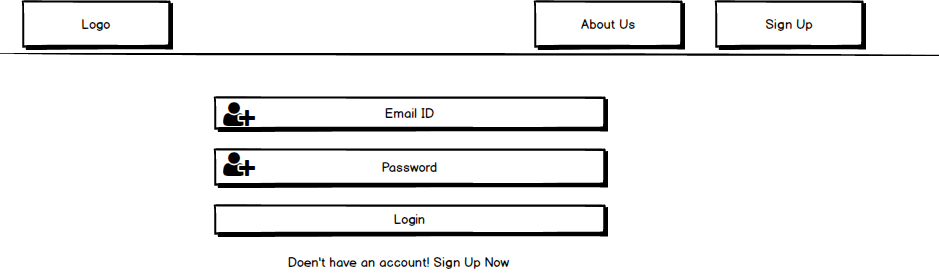 Logo
About Us
Sign Up
Email ID
Password
Login
Doen't have an account! Sign Up Now